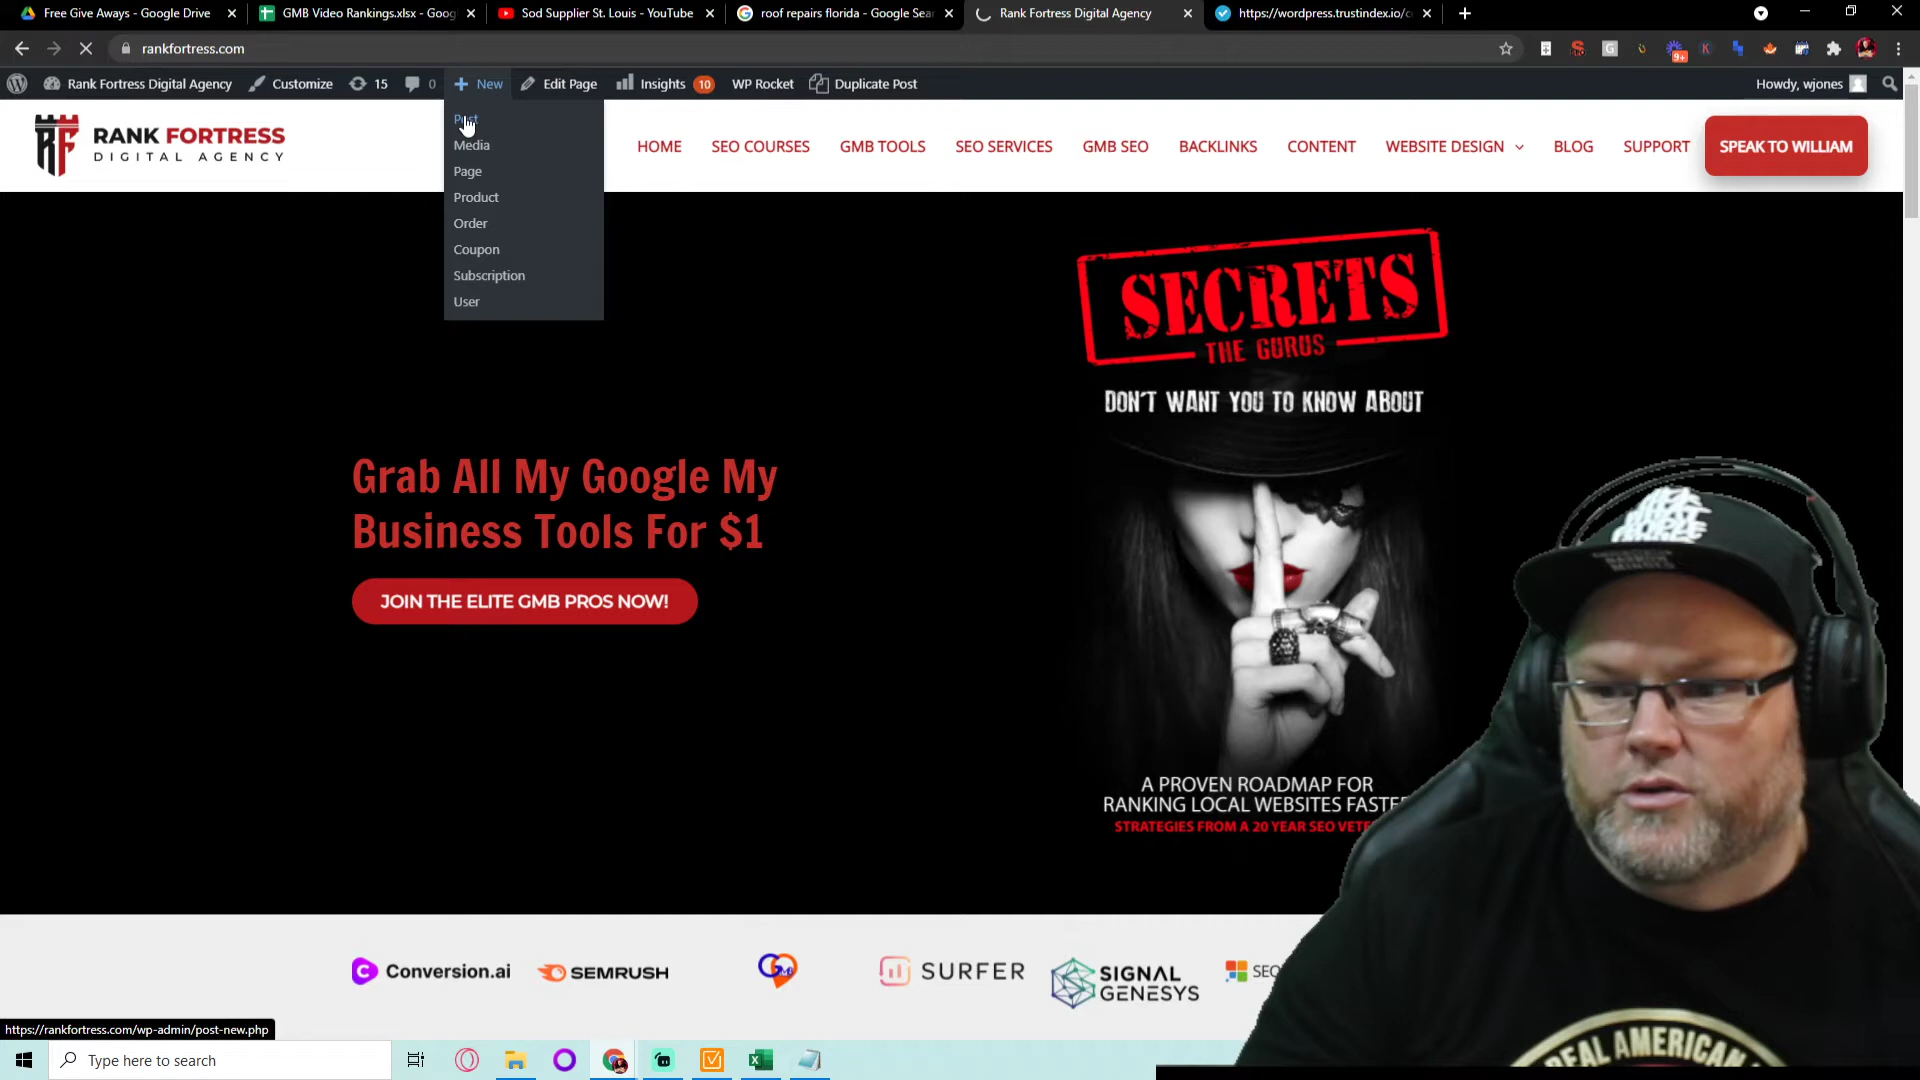 Free Give Aways - Google Drive
GMB Video Rankings.xlsx - Goog
Sod Supplier St. Louis - YouTube
roof repairs florida - Google Sear
Rank Fortress Digital Agency
https://wordpress.trustindex.io/c
rankfortress.com
9+
Rank Fortress Digital Agency
Customize
15
0
New
Edit Page
Insights
10
WP Rocket
Duplicate Post
Howdy, wjones
Post
Media
Page
Product
Order
Coupon
Subscription
User
RF
RANK FORTRESS
DIGITAL AGENCY
HOME
SEO COURSES
GMB TOOLS
SEO SERVICES
GMB SEO
BACKLINKS
CONTENT
WEBSITE DESIGN
BLOG
SUPPORT
SPEAK TO WILLIAM
SECRETS
THE GURUS
DON'T WANT YOU TO KNOW ABOUT
Grab All My Google My
Business Tools For $1
JOIN THE ELITE GMB PROS NOW!
A PROVEN ROADMAP FOR
RANKING LOCAL WEBSITES FASTER
STRATEGIES FROM A 20 YEAR SEO VETE
Conversion.ai
SEMRUSH
SURFER
SIGNAL
GENESYS
SEO
https://rankfortress.com/wp-admin/post-new.php
Type here to search
REAL AMERICAN